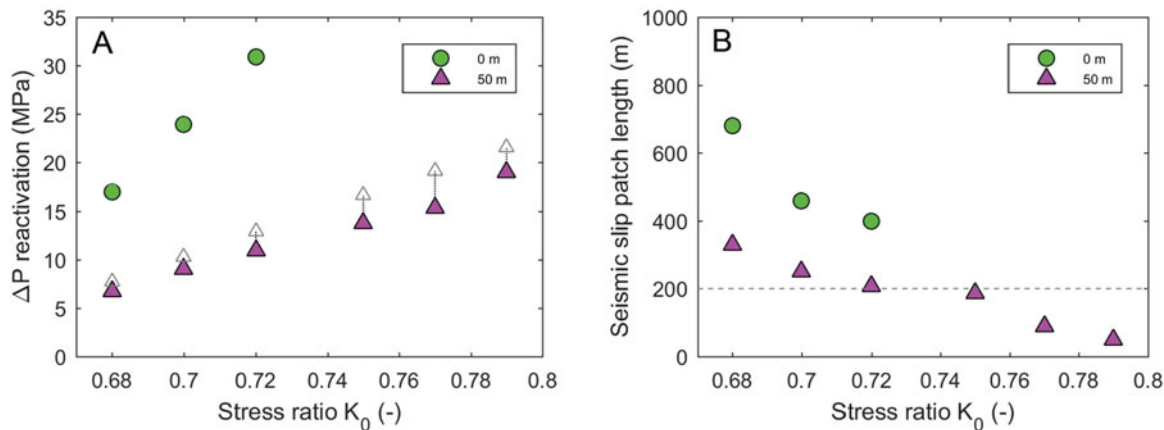 A
ΔP reactivation (MPa)
35
30
25
20
15
10
5
0
0 m
50 m
0.68
0.7
0.72
0.74
0.76
0.78
0.8
Stress ratio K0 (-)
B
Seismic slip patch length (m)
1000
800
600
400
200
0
0 m
50 m
0.68
0.7
0.72
0.74
0.76
0.78
0.8
Stress ratio K0 (-)